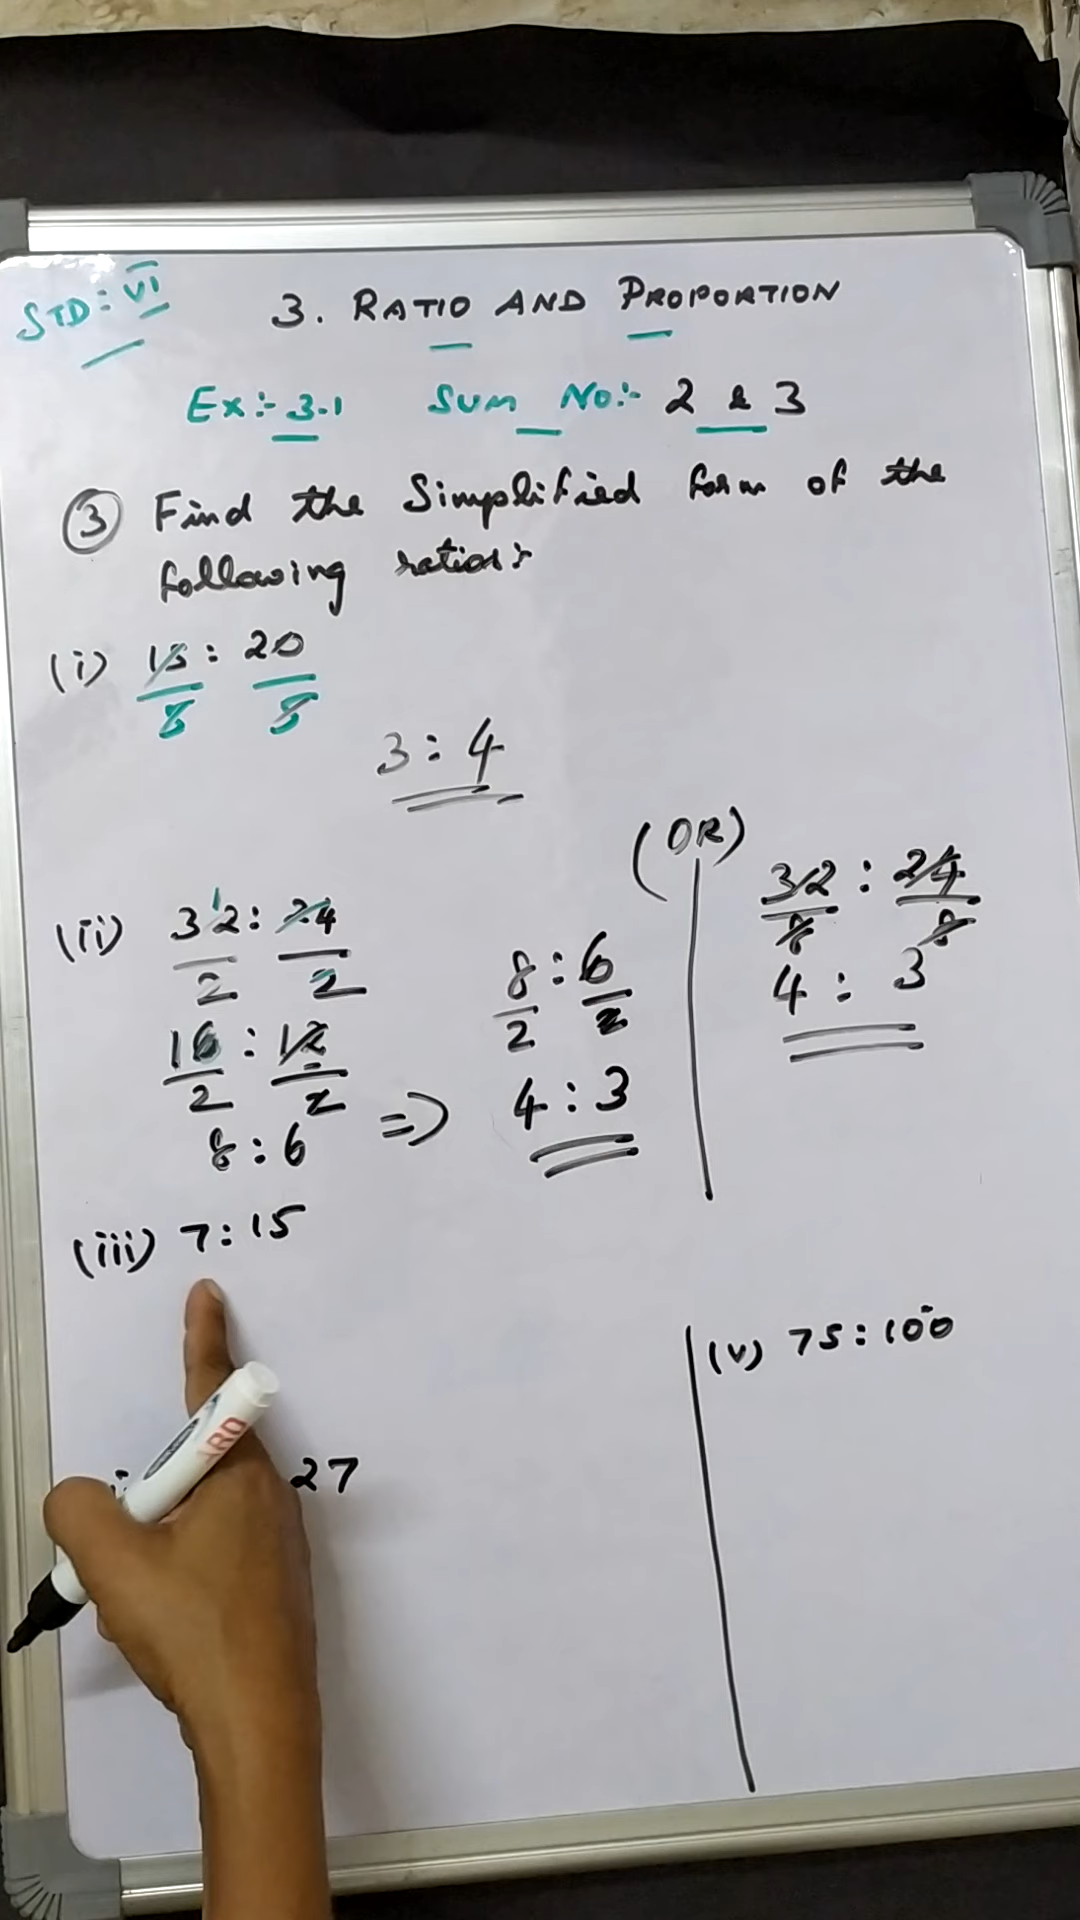 STD: VI
3. RATIO AND PROPORTION
Ex:- 3.1 Sum No:- 2 & 3
③ Find the Simplified form of the
following ratios:-
(i) 15 : 20
5 5
3 : 4
(ii) 32 : 24
2 2
16 : 12
2 2
8 : 6 =>
8 : 6
2 2
4 : 3
(OR)
32 : 24
8 8
4 : 3
(iii) 7 : 15
27
(v) 75 : 100